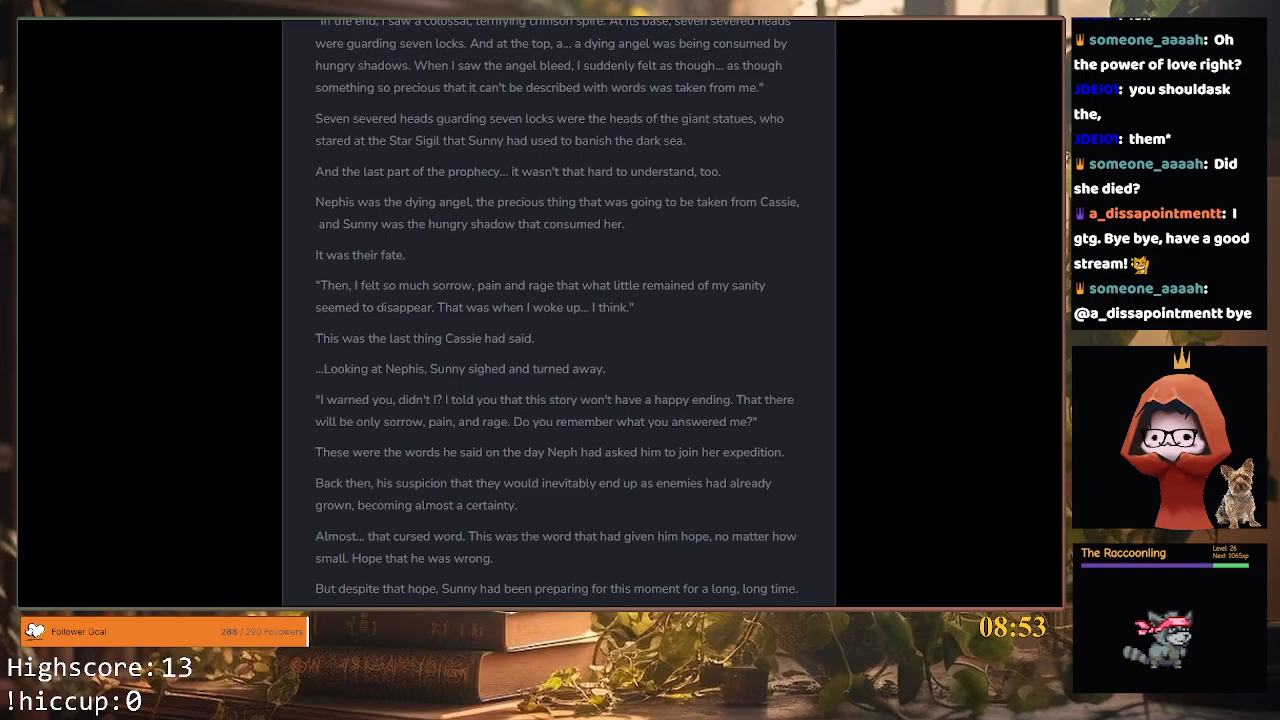 "In the end, I saw a colossal, terrifying crimson spire. At its base, seven severed heads
were guarding seven locks. And at the top, a... a dying angel was being consumed by
hungry shadows. When I saw the angel bleed, I suddenly felt as though... as though
something so precious that it can't be described with words was taken from me."
Seven severed heads guarding seven locks were the heads of the giant statues, who
stared at the Star Sigil that Sunny had used to banish the dark sea.
And the last part of the prophecy... it wasn't that hard to understand, too.
Nephis was the dying angel, the precious thing that was going to be taken from Cassie,
and Sunny was the hungry shadow that consumed her.
It was their fate.
"Then, I felt so much sorrow, pain and rage that what little remained of my sanity
seemed to disappear. That was when I woke up... I think."
This was the last thing Cassie had said.
...Looking at Nephis, Sunny sighed and turned away.
"I warned you, didn't I? I told you that this story won't have a happy ending. That there
will be only sorrow, pain, and rage. Do you remember what you answered me?"
These were the words he said on the day Neph had asked him to join her expedition.
Back then, his suspicion that they would inevitably end up as enemies had already
grown, becoming almost a certainty.
Almost... that cursed word. This was the word that had given him hope, no matter how
small. Hope that he was wrong.
But despite that hope, Sunny had been preparing for this moment for a long, long time.
someone_aaaah: Oh
the power of love right?
JDEI01: you shouldask
the,
JDEI01: them*
someone_aaaah: Did
she died?
a_dissapointmentt: I
gtg. Bye bye, have a good
stream!
someone_aaaah:
@a_dissapointmentt bye
The Raccoonling
Level: 26
Next: 1065xp
Follower Goal
288 / 290 Followers
08:53
Highscore:13
!hiccup:0